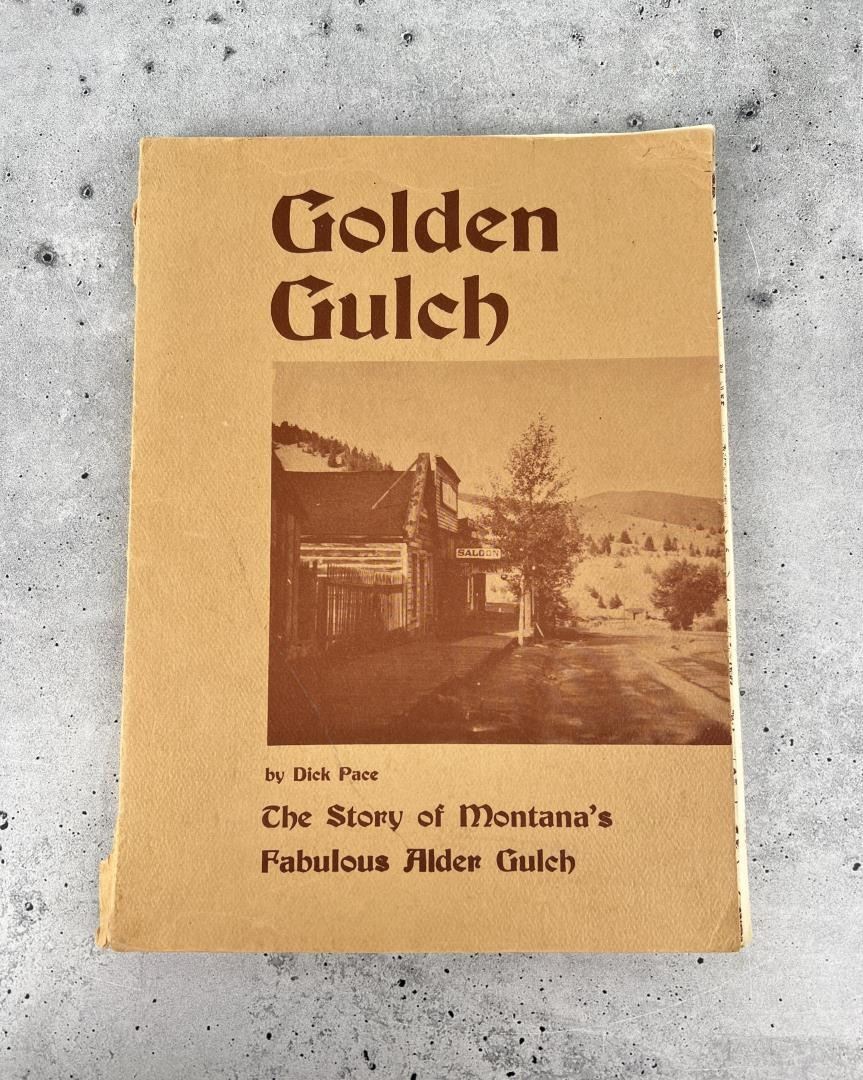 Golden
Gulch
SALOON
by Dick Pace
The Story of Montana's
Fabulous Alder Gulch